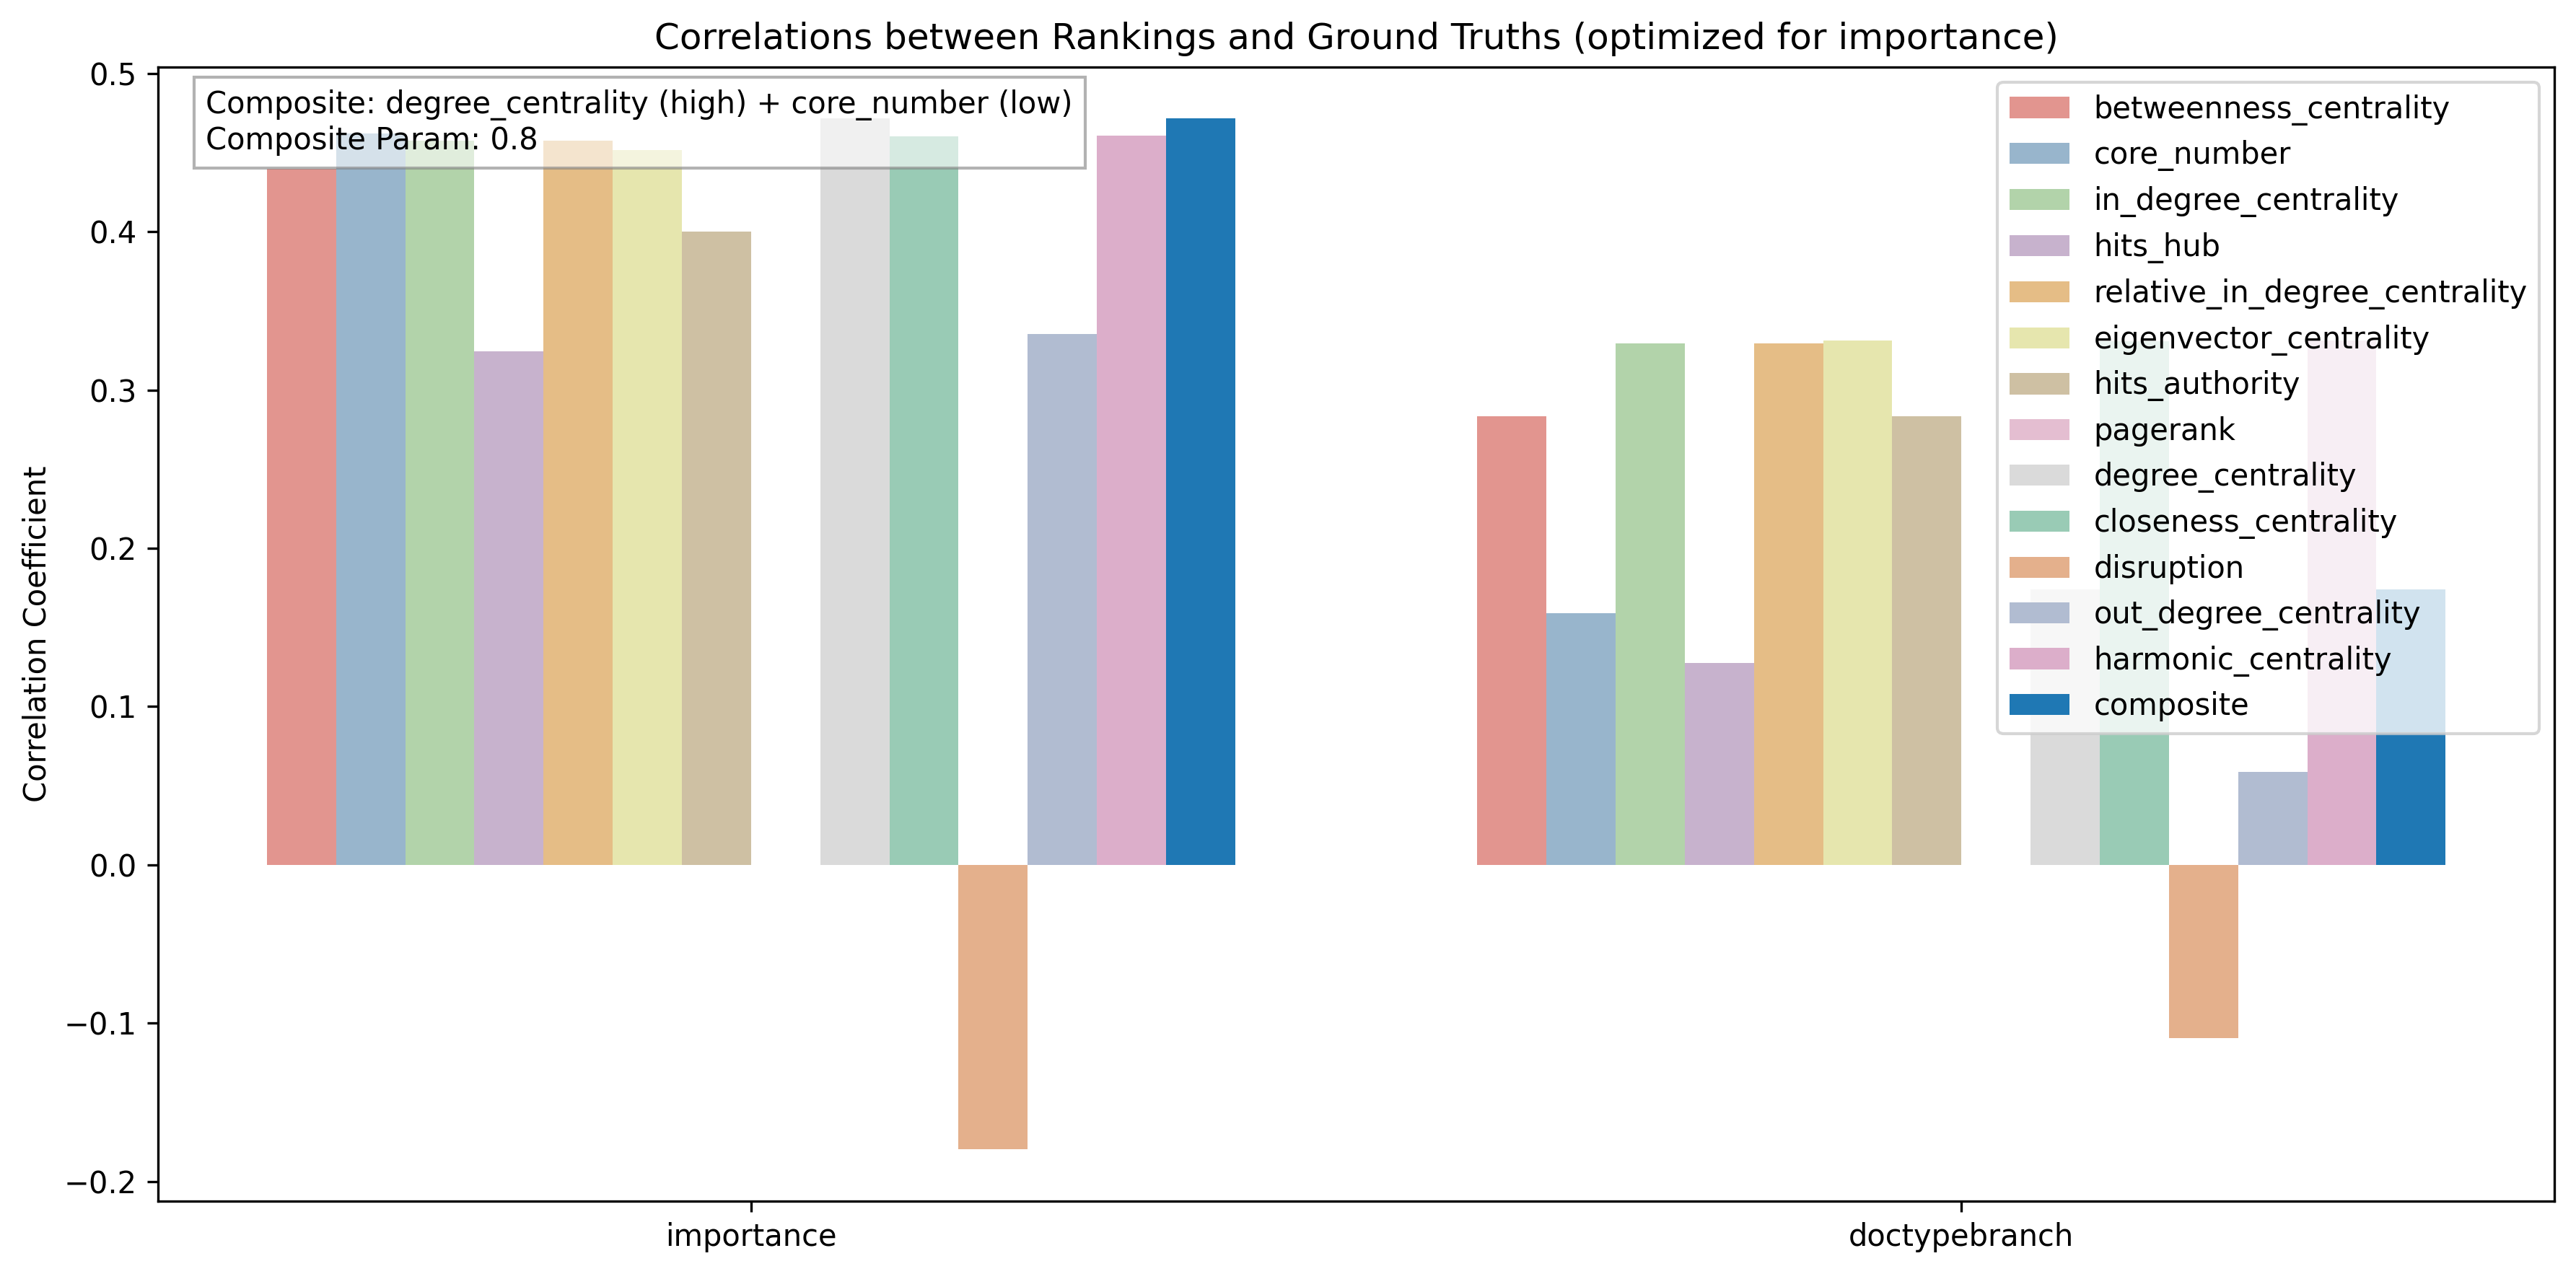 Correlations between Rankings and Ground Truths (optimized for importance)
Composite: degree_centrality (high) + core_number (low)
Composite Param: 0.8
betweenness_centrality
core_number
in_degree_centrality
hits_hub
relative_in_degree_centrality
eigenvector_centrality
hits_authority
pagerank
degree_centrality
closeness_centrality
disruption
out_degree_centrality
harmonic_centrality
composite
Correlation Coefficient
0.5
0.4
0.3
0.2
0.1
0.0
−0.1
−0.2
importance
doctypebranch